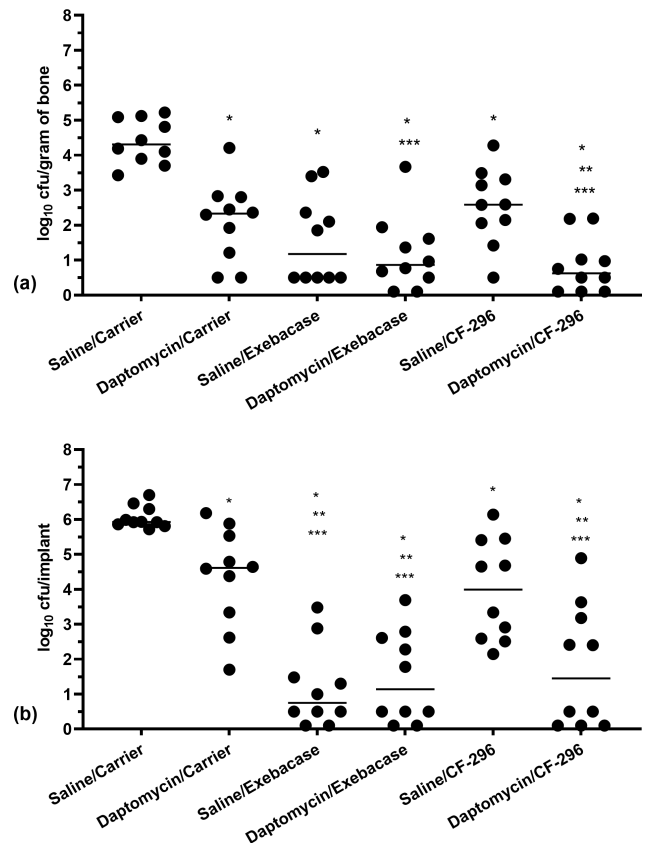 8
7
6
5
4
3
2
1
0
log10 cfu/gram of bone
*
*
*
***
*
*
**
***
(a)
Saline/Carrier
Daptomycin/Carrier
Saline/Exebacase
Daptomycin/Exebacase
Saline/CF-296
Daptomycin/CF-296
8
7
6
5
4
3
2
1
0
log10 cfu/implant
*
*
**
***
*
**
***
*
*
**
***
(b)
Saline/Carrier
Daptomycin/Carrier
Saline/Exebacase
Daptomycin/Exebacase
Saline/CF-296
Daptomycin/CF-296